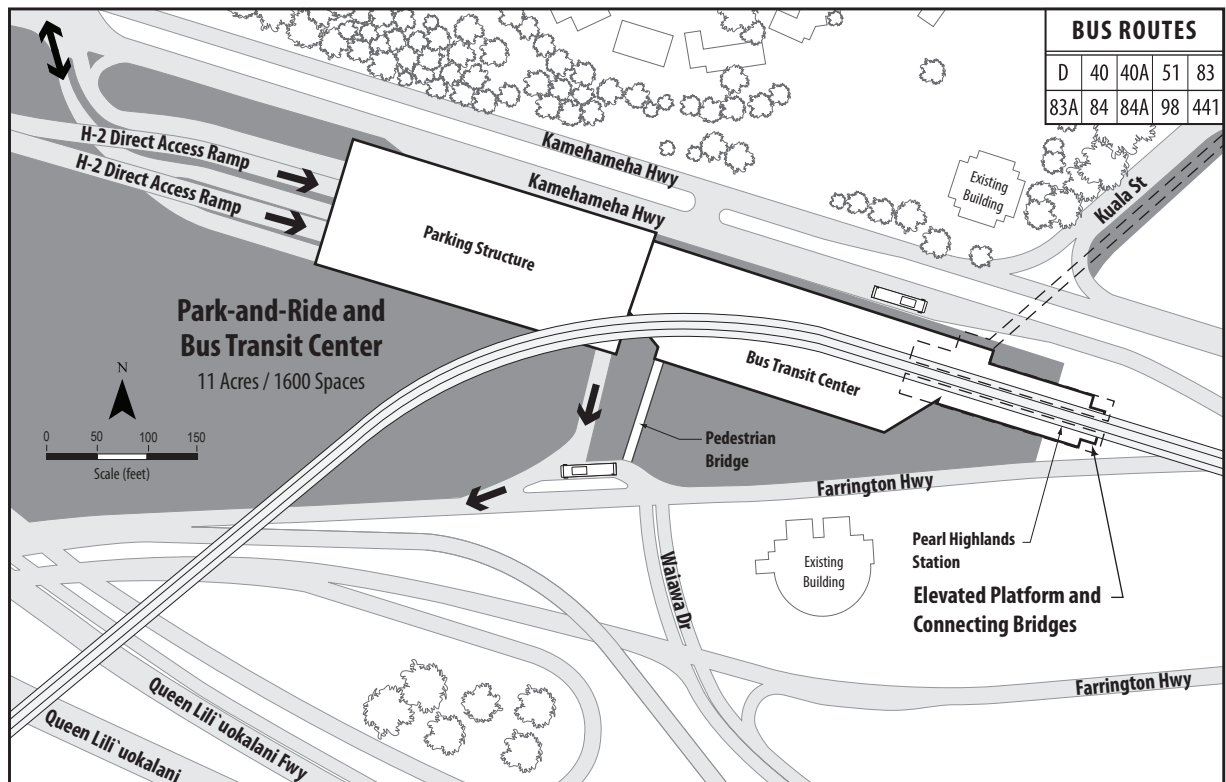 BUS ROUTES
D 40 40A 51 83
83A 84 84A 98 441
H-2 Direct Access Ramp
H-2 Direct Access Ramp
Kamehameha Hwy
Kamehameha Hwy
Existing
Building
Kuala St
Parking Structure
Park-and-Ride and
Bus Transit Center
11 Acres / 1600 Spaces
N
0 50 100 150
Scale (feet)
Bus Transit Center
Pedestrian
Bridge
Farrington Hwy
Pearl Highlands
Station
Elevated Platform and
Connecting Bridges
Existing
Building
Waiawa Dr
Farrington Hwy
Queen Lili`uokalani Fwy
Queen Lili`uokalani